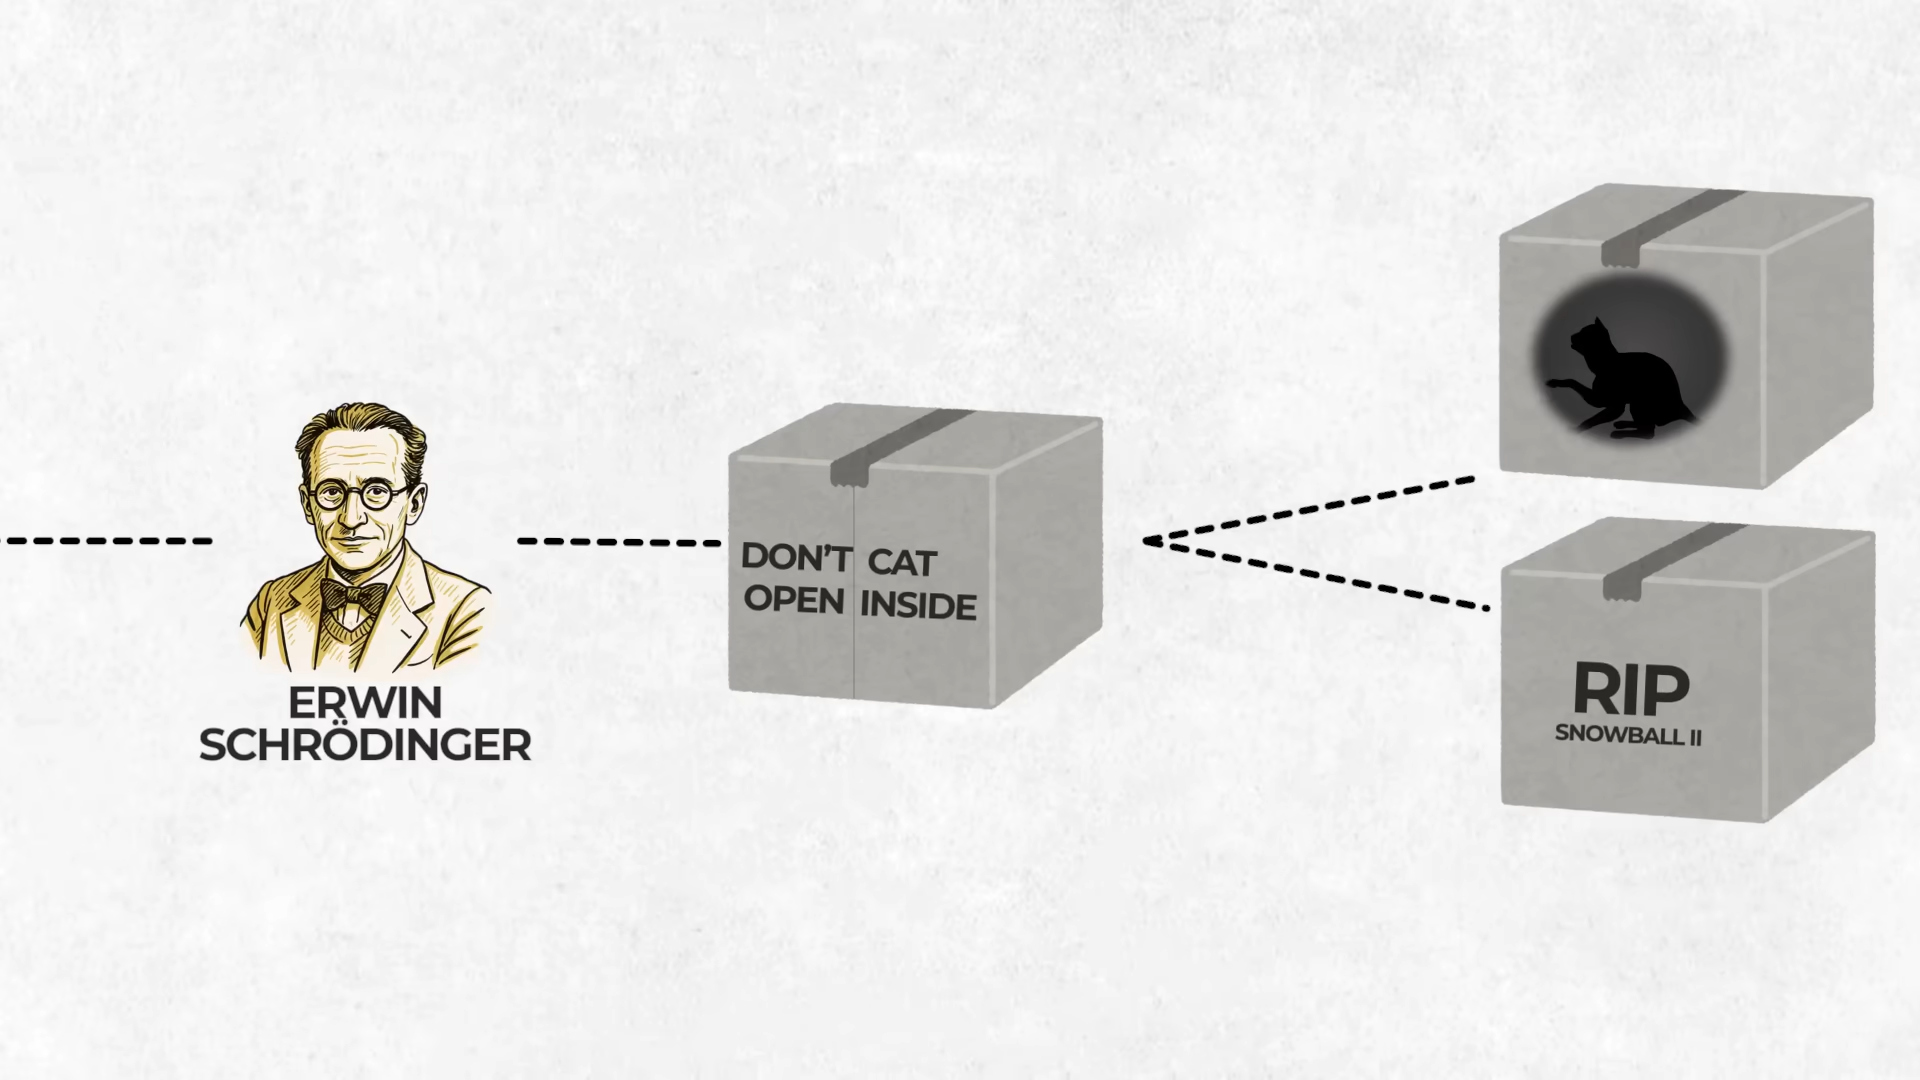 ERWIN
SCHRÖDINGER
DON'T CAT
OPEN INSIDE
RIP
SNOWBALL II